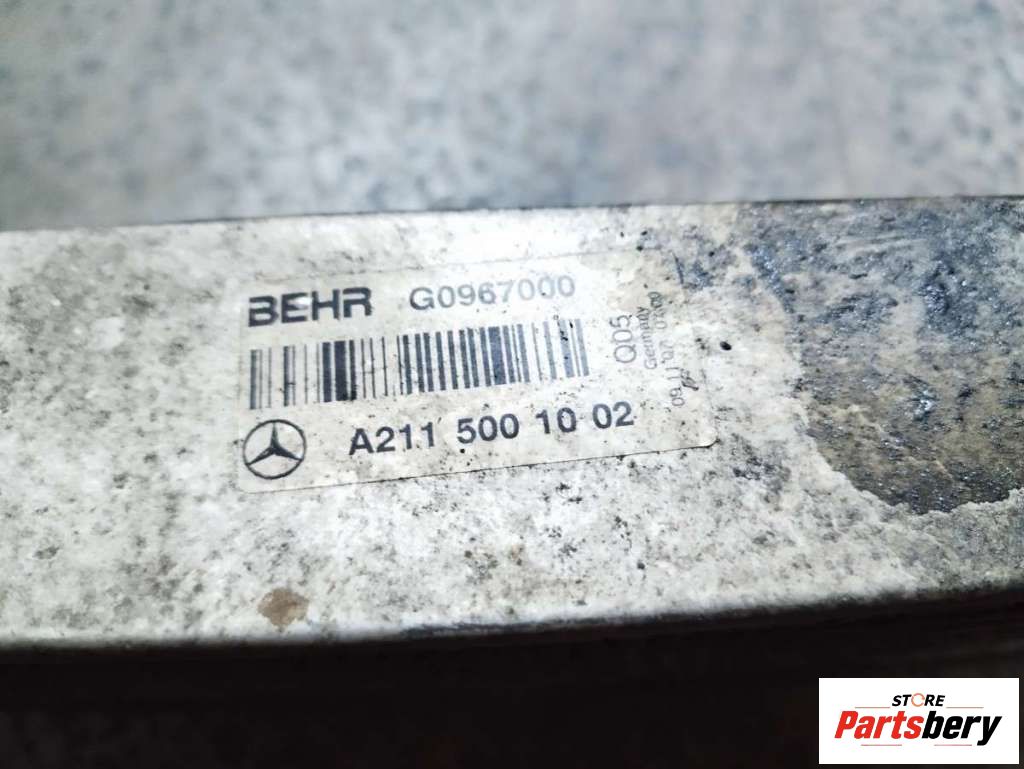 BEHR G0967000
Q05
Germany
A211 500 10 02
STORE
Partsbery